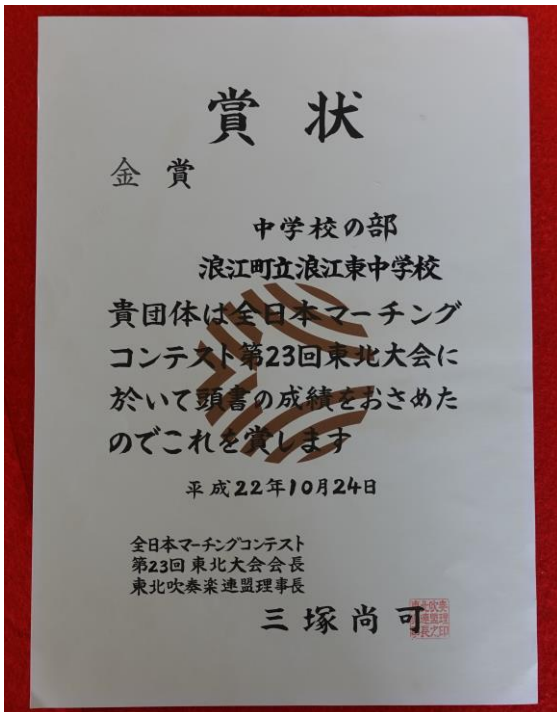 賞 状
金 賞
中学校の部
浪江町立浪江東中学校
貴団体は全日本マーチング
コンテスト第23回東北大会に
於いて頭書の成績をおさめた
のでこれを賞します
平成22年10月24日
全日本マーチングコンテスト
第23回東北大会会長
東北吹奏楽連盟理事長
三塚尚可